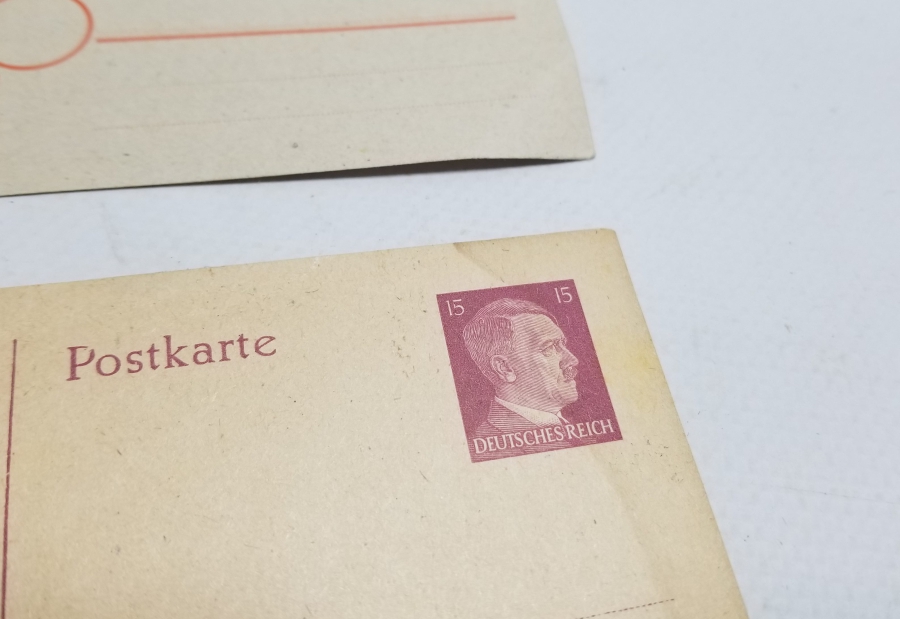 Postkarte
15 15
DEUTSCHES REICH